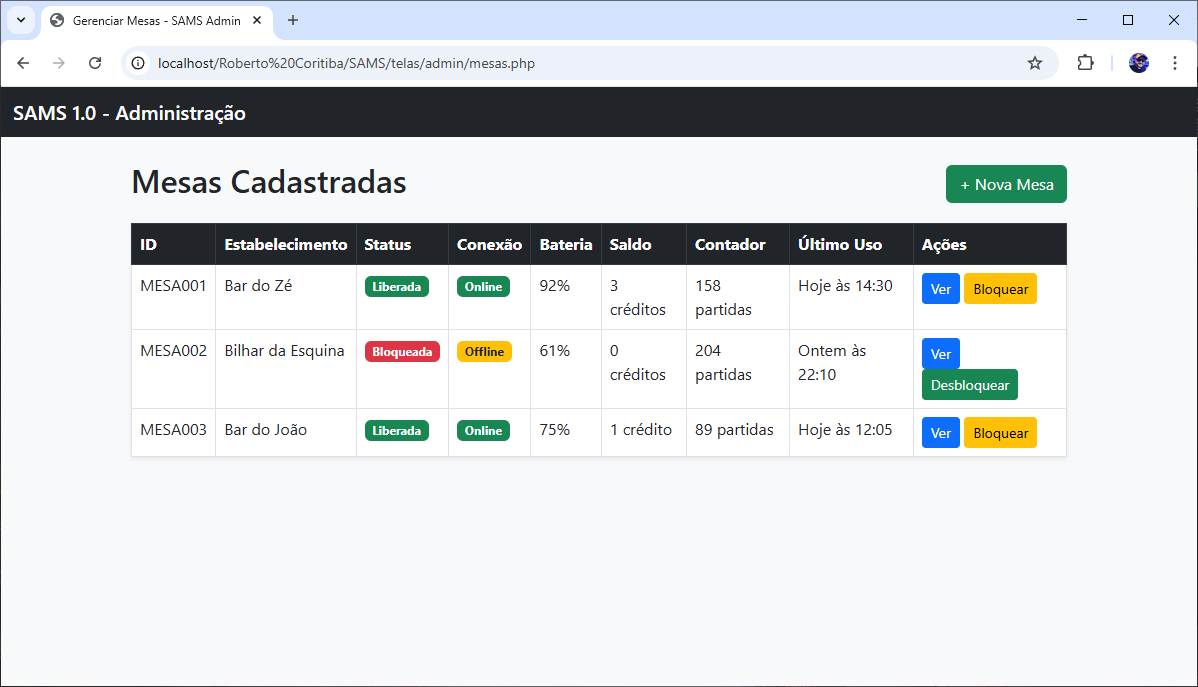 Gerenciar Mesas - SAMS Admin
localhost/Roberto%20Coritiba/SAMS/telas/admin/mesas.php
SAMS 1.0 - Administração
Mesas Cadastradas
+ Nova Mesa
ID Estabelecimento Status Conexão Bateria Saldo Contador Último Uso Ações
MESA001 Bar do Zé Liberada Online 92% 3 158 Hoje às 14:30 Ver Bloquear
créditos partidas
MESA002 Bilhar da Esquina Bloqueada Offline 61% 0 204 Ontem às Ver
créditos partidas 22:10 Desbloquear
MESA003 Bar do João Liberada Online 75% 1 crédito 89 partidas Hoje às 12:05 Ver Bloquear